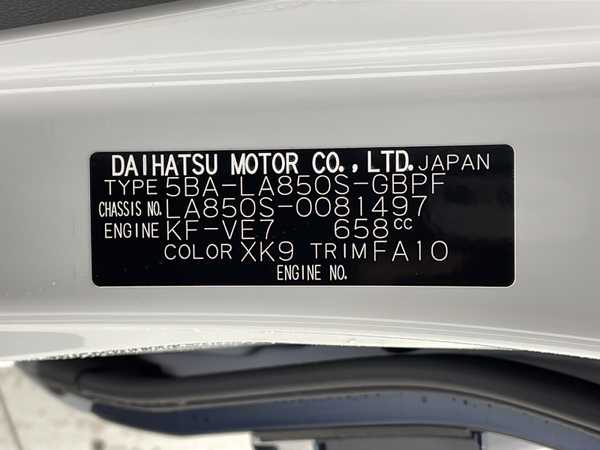 DAIHATSU MOTOR CO., LTD. JAPAN
TYPE 5BA-LA850S-GBPF
CHASSIS NO. LA850S-0081497
ENGINE KF-VE7 658cc
COLOR XK9 TRIM FA10
ENGINE NO.